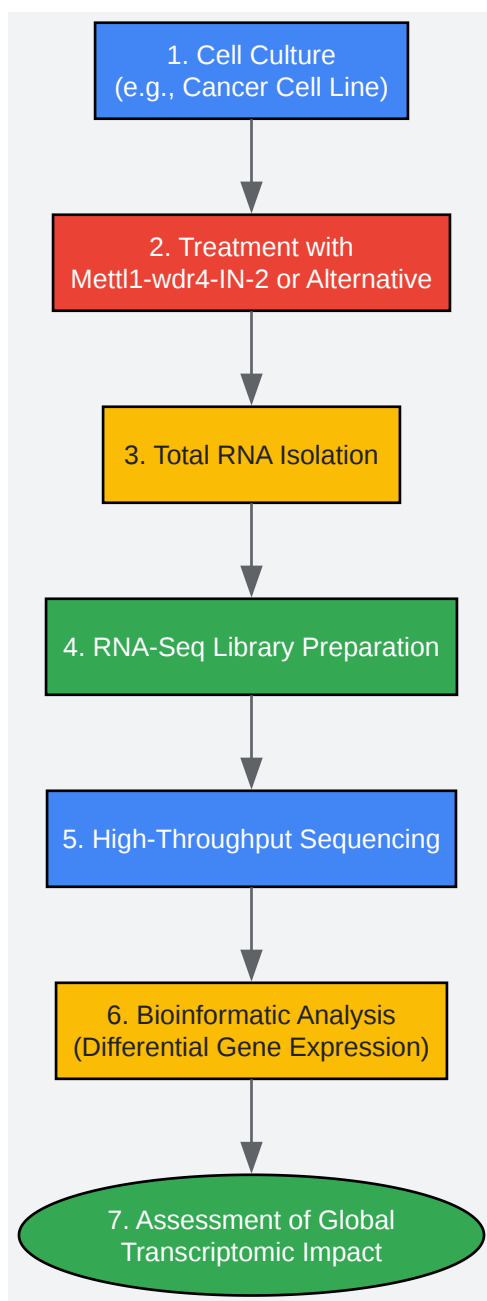 1. Cell Culture
(e.g., Cancer Cell Line)
2. Treatment with
Mettl1-wdr4-IN-2 or Alternative
3. Total RNA Isolation
4. RNA-Seq Library Preparation
5. High-Throughput Sequencing
6. Bioinformatic Analysis
(Differential Gene Expression)
7. Assessment of Global
Transcriptomic Impact